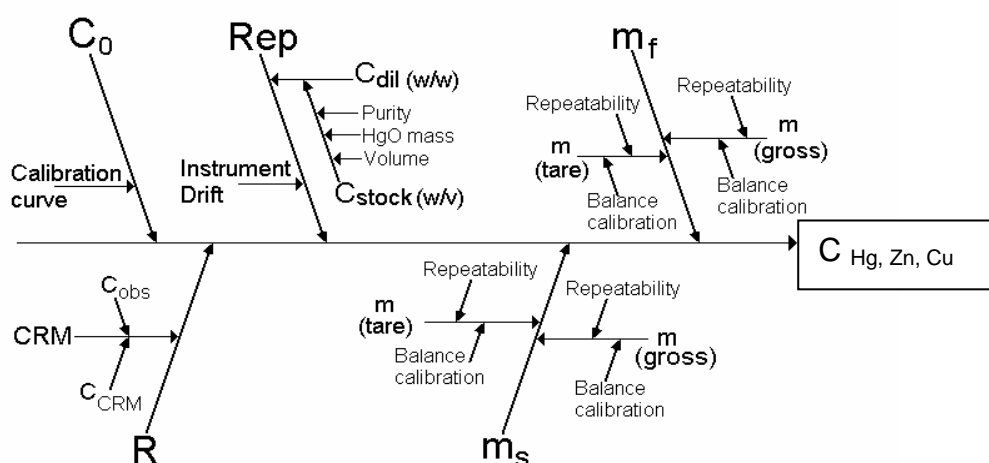 C0
Rep
mf
Cdil (w/w)
Purity
HgO mass
Volume
Cstock (w/v)
Calibration
curve
Instrument
Drift
Repeatability
m
(tare)
Balance
calibration
Repeatability
m
(gross)
Balance
calibration
C Hg, Zn, Cu
Cobs
CRM
CCRM
R
Repeatability
m
(tare)
Balance
calibration
Repeatability
m
(gross)
Balance
calibration
ms